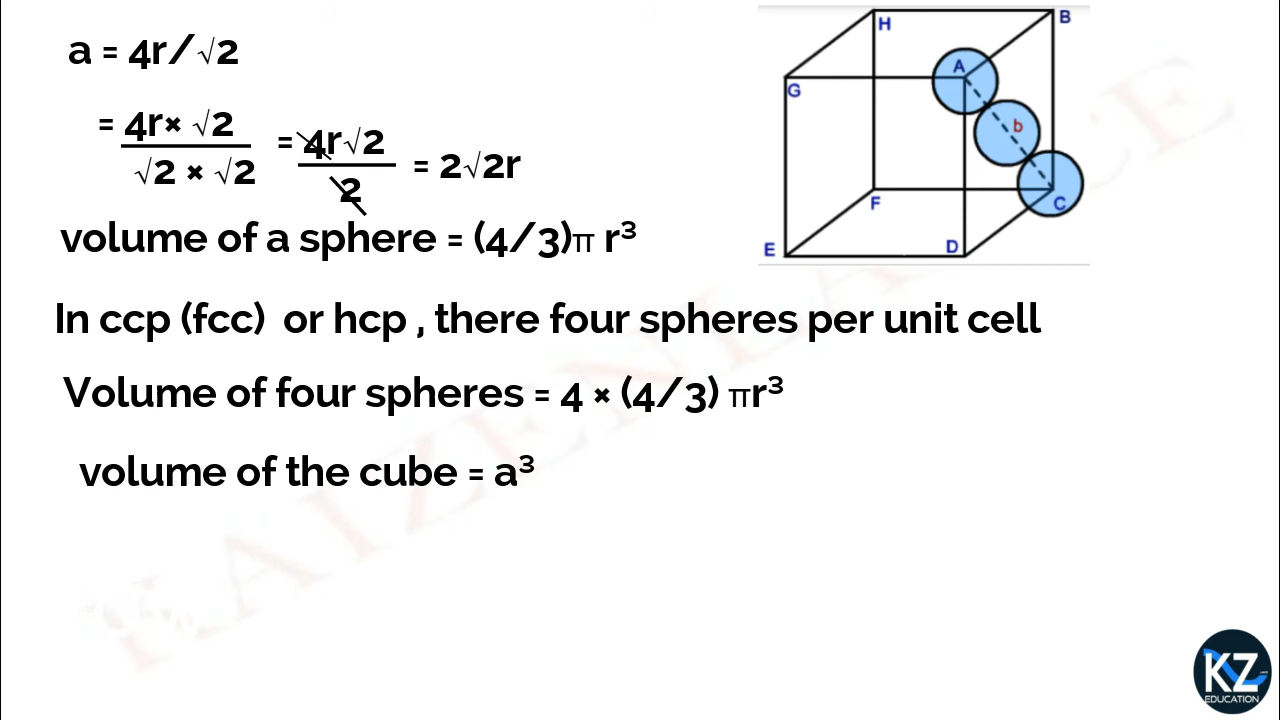 a = 4r/√2
= 4r× √2 / √2 × √2 = 4r√2 / 2 = 2√2r
volume of a sphere = (4/3)π r³
In ccp (fcc)  or hcp , there four spheres per unit cell
Volume of four spheres = 4 × (4/3) πr³
volume of the cube = a³
H
B
A
G
b
F
C
E
D
KAIZEN
KZ
EDUCATION